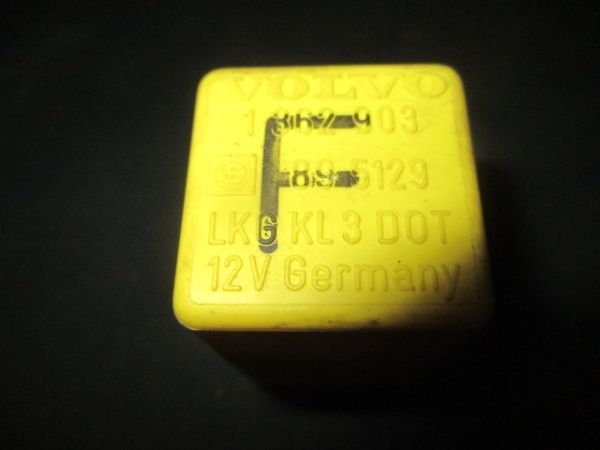 VOLVO
1 362 903
89 5129
LKG KL 3 DOT
12V Germany
F